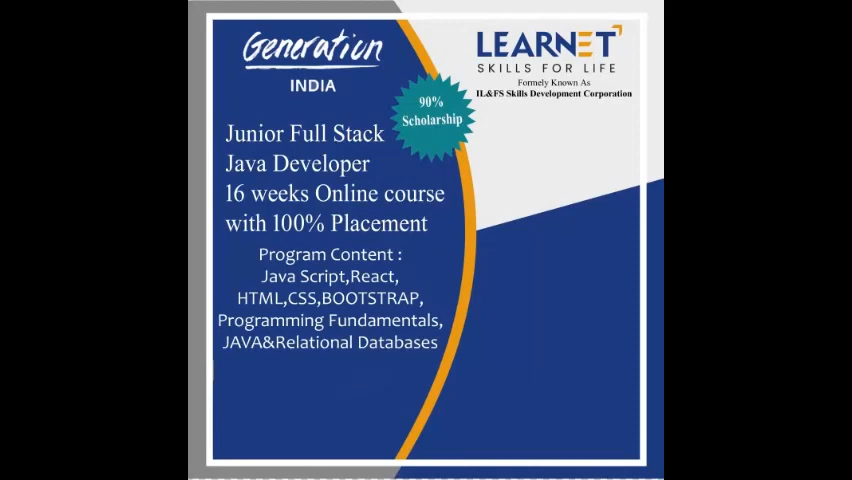 Generation
INDIA
LEARNET
SKILLS FOR LIFE
Formely Known As
IL&FS Skills Development Corporation
90%
Scholarship
Junior Full Stack
Java Developer
16 weeks Online course
with 100% Placement
Program Content :
Java Script,React,
HTML,CSS,BOOTSTRAP,
Programming Fundamentals,
JAVA&Relational Databases